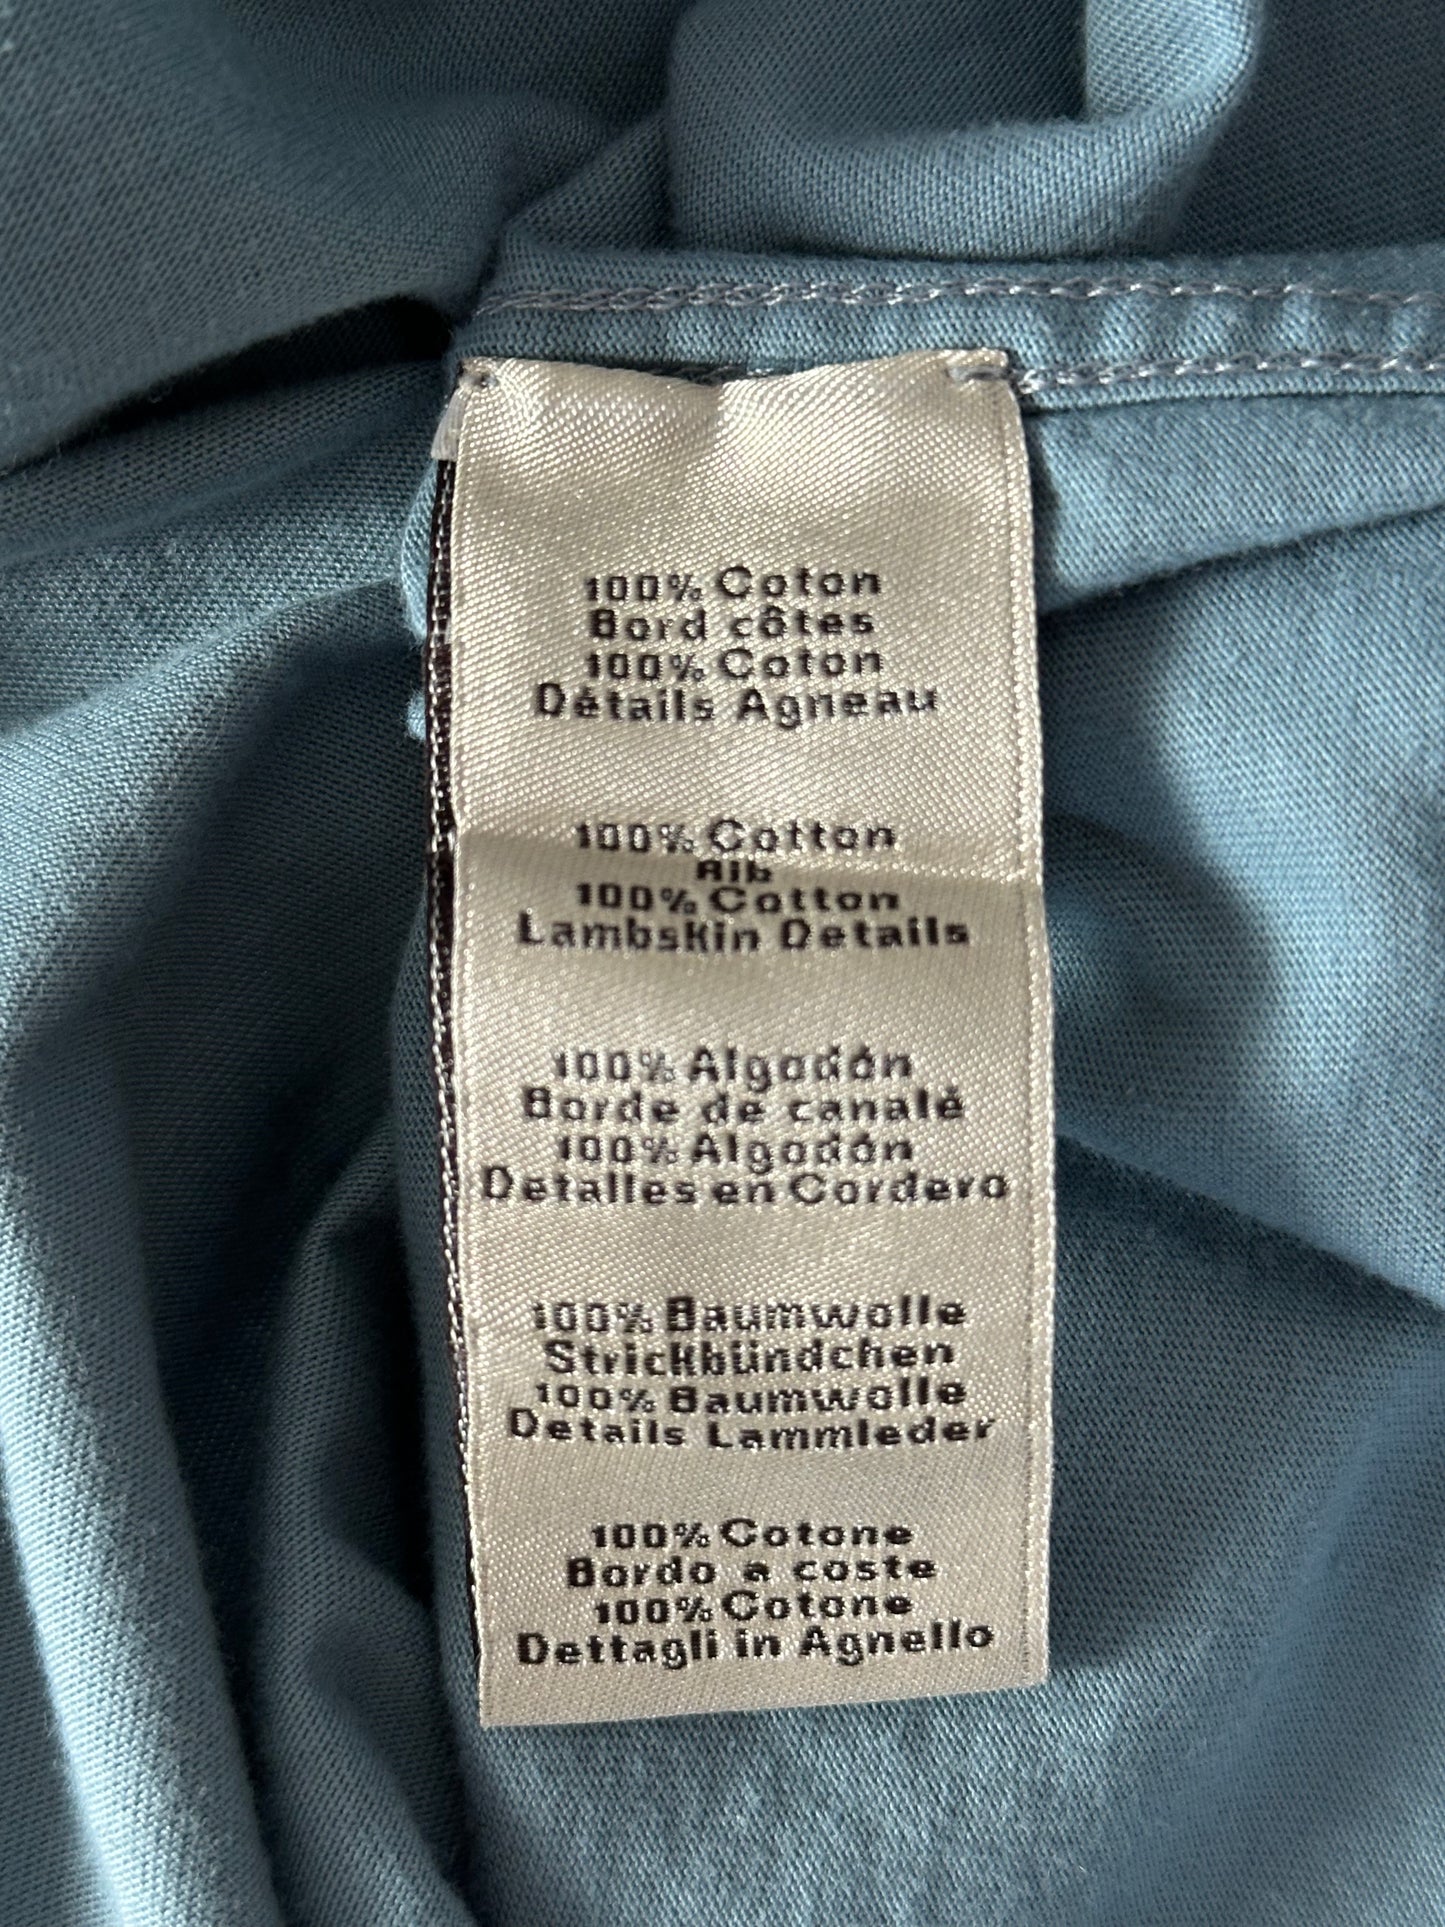 100% Coton
Bord côtes
100% Coton
Détails Agneau
100% Cotton
Rib
100% Cotton
Lambskin Details
100% Algodón
Borde de canalé
100% Algodón
Detalles en Cordero
100% Baumwolle
Strickbündchen
100% Baumwolle
Details Lammleder
100% Cotone
Bordo a coste
100% Cotone
Dettagli in Agnello